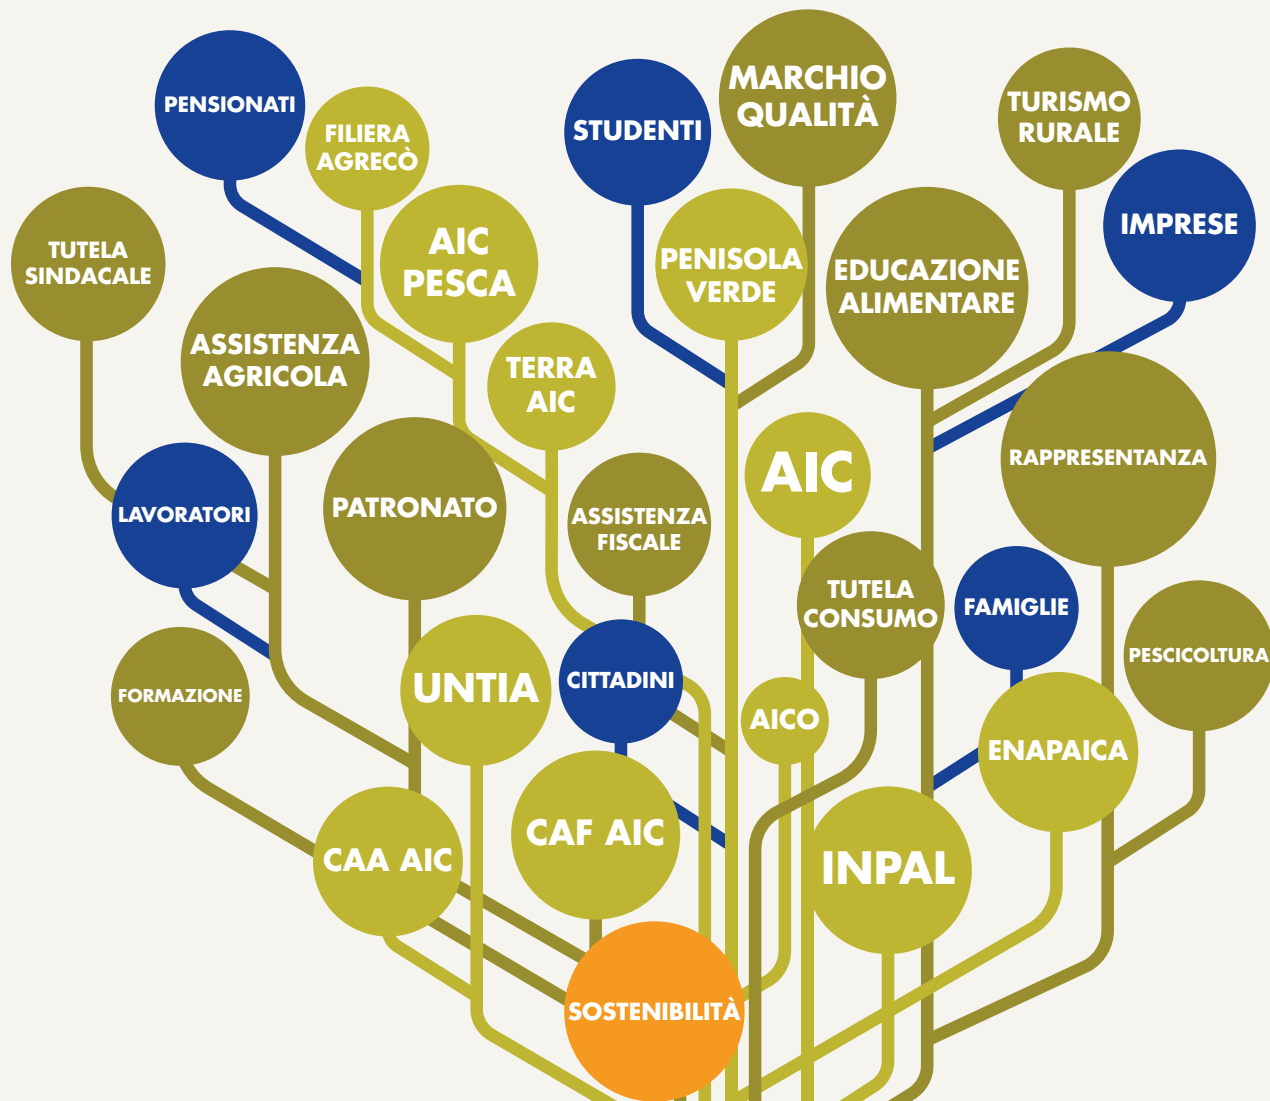 PENSIONATI
FILIERA
AGRECÒ
STUDENTI
MARCHIO
QUALITÀ
TURISMO
RURALE
IMPRESE
TUTELA
SINDACALE
AIC
PESCA
PENISOLA
VERDE
EDUCAZIONE
ALIMENTARE
ASSISTENZA
AGRICOLA
TERRA
AIC
AIC
RAPPRESENTANZA
LAVORATORI
PATRONATO
ASSISTENZA
FISCALE
TUTELA
CONSUMO
FAMIGLIE
PESCICOLTURA
FORMAZIONE
UNTIA
CITTADINI
AICO
ENAPAICA
CAA AIC
CAF AIC
INPAL
SOSTENIBILITÀ